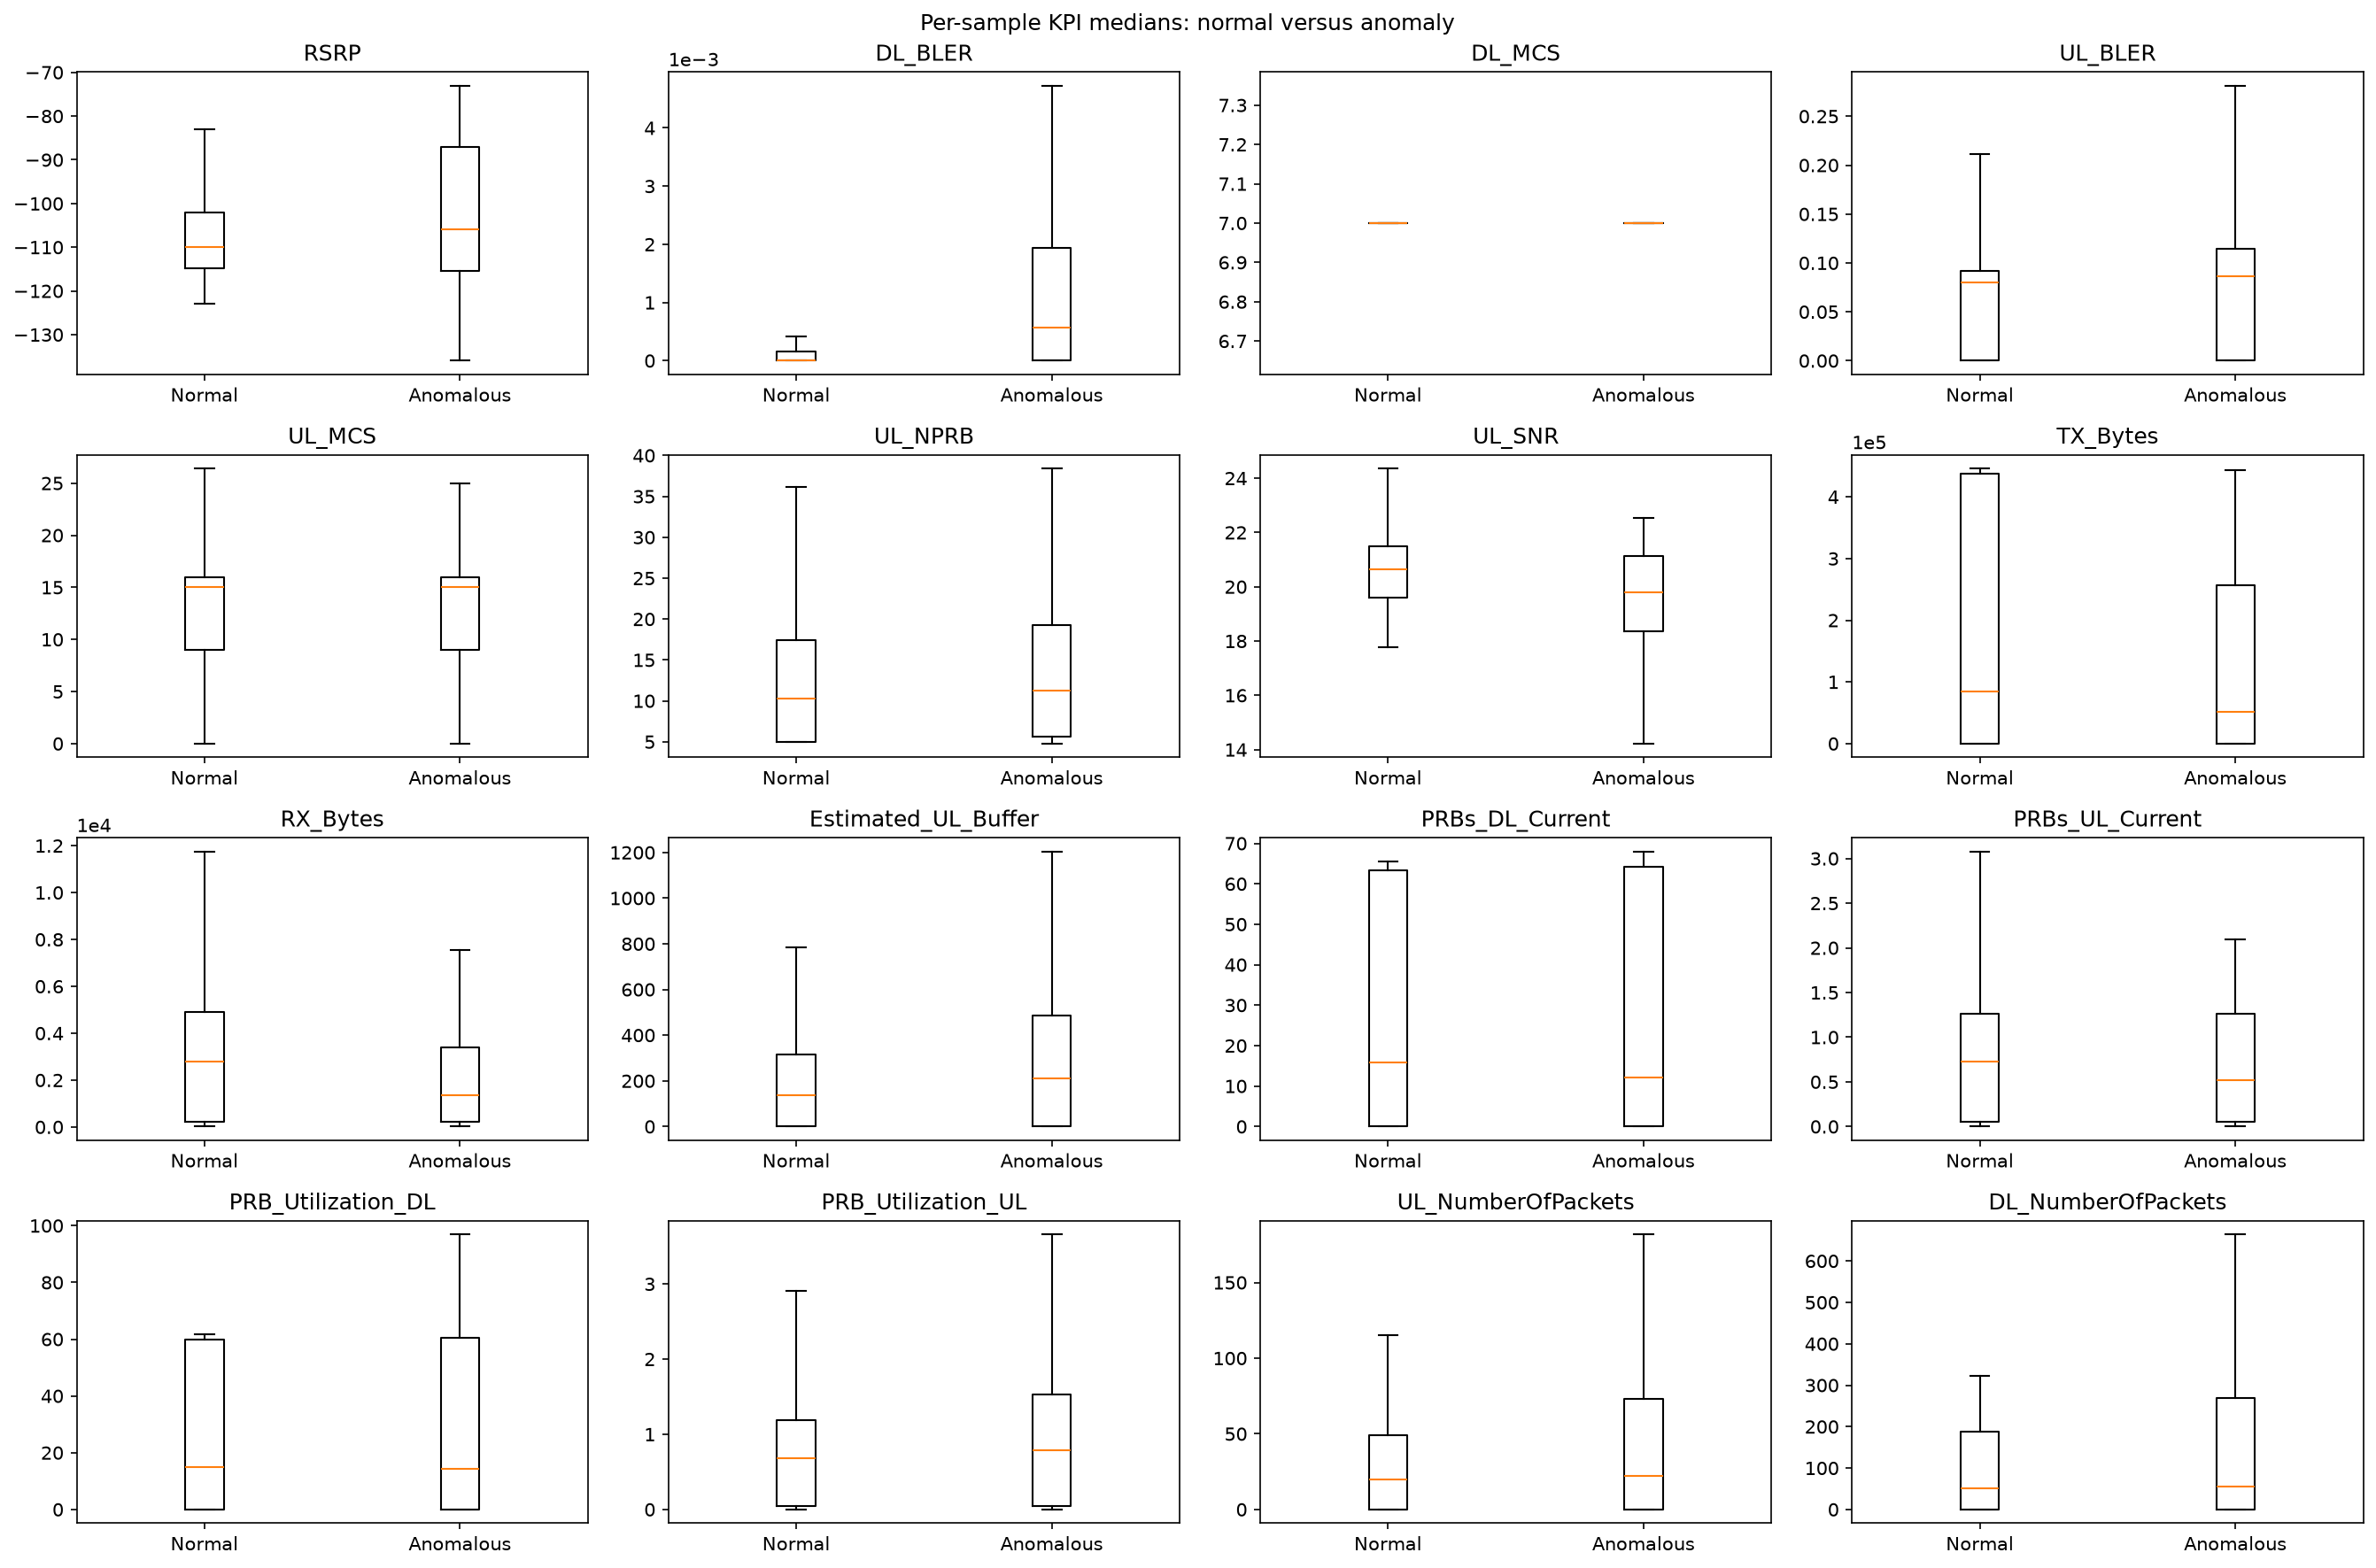 Per-sample KPI medians: normal versus anomaly
RSRP
−70
−80
−90
−100
−110
−120
−130
Normal
Anomalous
DL_BLER
1e−3
4
3
2
1
0
Normal
Anomalous
DL_MCS
7.3
7.2
7.1
7.0
6.9
6.8
6.7
Normal
Anomalous
UL_BLER
0.25
0.20
0.15
0.10
0.05
0.00
Normal
Anomalous
UL_MCS
25
20
15
10
5
0
Normal
Anomalous
UL_NPRB
40
35
30
25
20
15
10
5
Normal
Anomalous
UL_SNR
24
22
20
18
16
14
Normal
Anomalous
TX_Bytes
1e5
4
3
2
1
0
Normal
Anomalous
RX_Bytes
1e4
1.2
1.0
0.8
0.6
0.4
0.2
0.0
Normal
Anomalous
Estimated_UL_Buffer
1200
1000
800
600
400
200
0
Normal
Anomalous
PRBs_DL_Current
70
60
50
40
30
20
10
0
Normal
Anomalous
PRBs_UL_Current
3.0
2.5
2.0
1.5
1.0
0.5
0.0
Normal
Anomalous
PRB_Utilization_DL
100
80
60
40
20
0
Normal
Anomalous
PRB_Utilization_UL
3
2
1
0
Normal
Anomalous
UL_NumberOfPackets
150
100
50
0
Normal
Anomalous
DL_NumberOfPackets
600
500
400
300
200
100
0
Normal
Anomalous